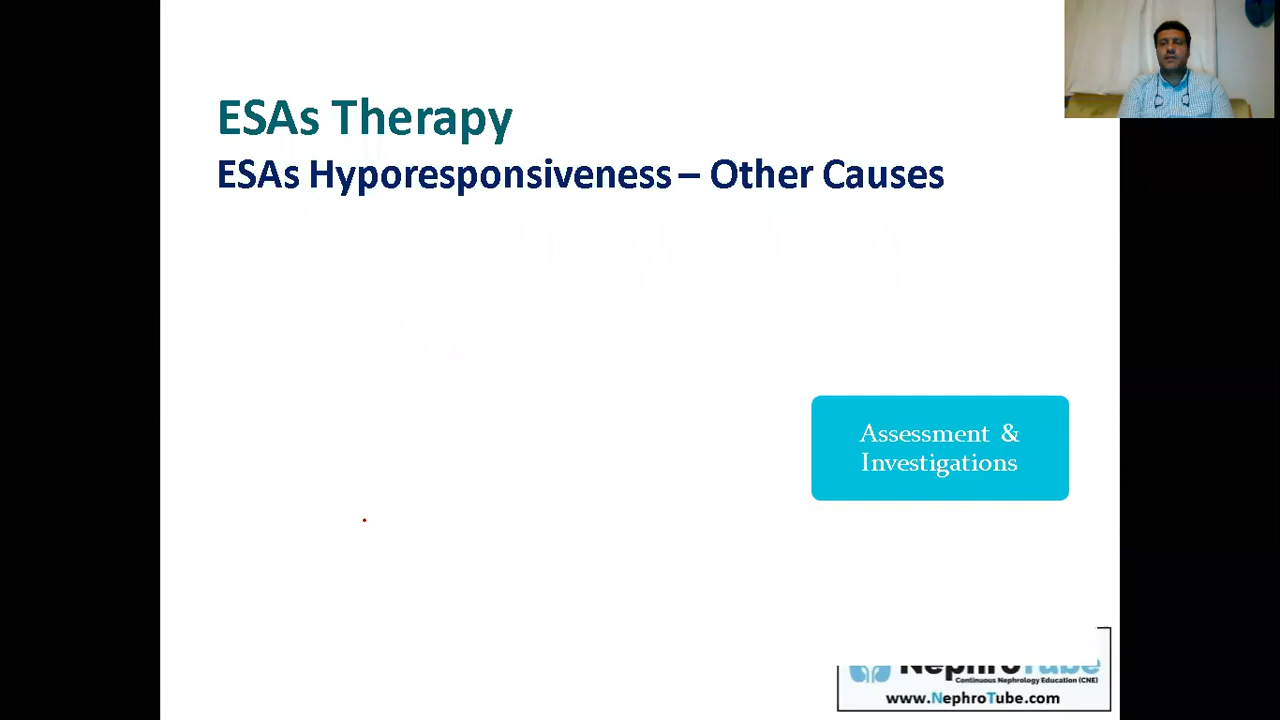 ESAs Therapy
ESAs Hyporesponsiveness – Other Causes
Assessment &
Investigations
NephroTube
Continuous Nephrology Education (CNE)
www.NephroTube.com